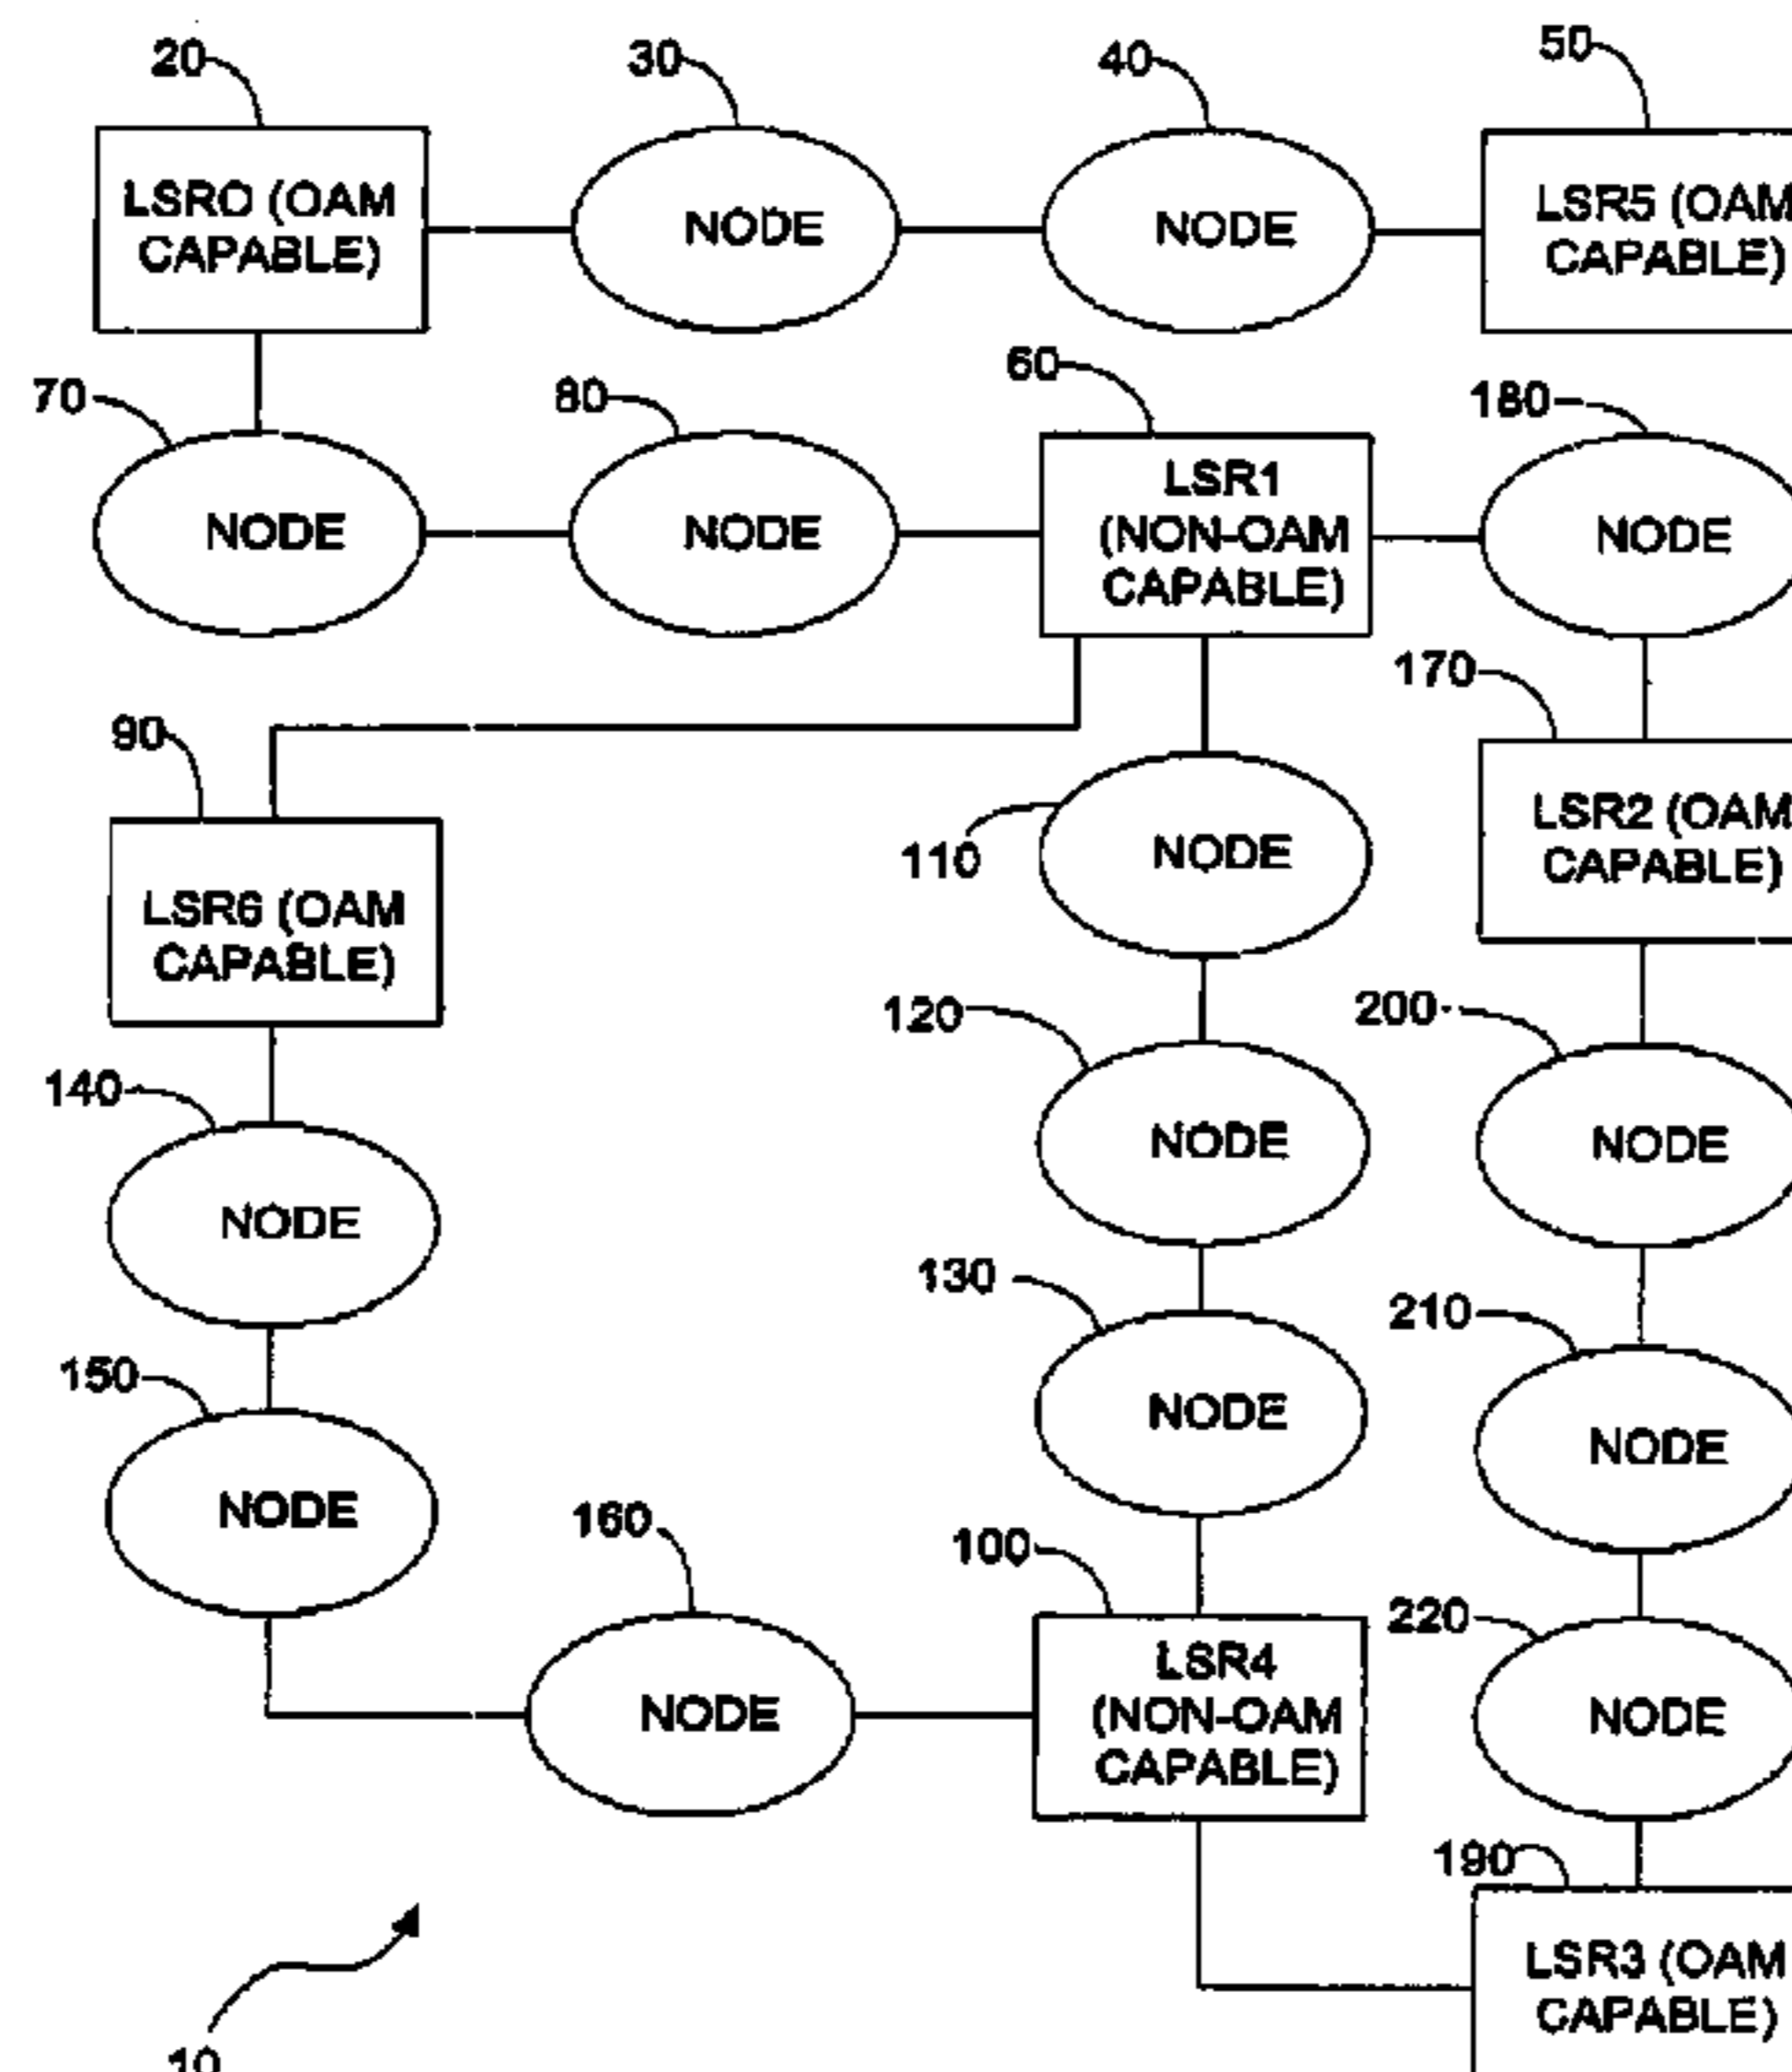 20
30
40
50
LSRO (OAM
CAPABLE)
NODE
NODE
LSR5 (OAM
CAPABLE)
70
80
60
180
NODE
NODE
LSR1
(NON-OAM
CAPABLE)
NODE
90
170
LSR6 (OAM
CAPABLE)
110
NODE
LSR2 (OAM
CAPABLE)
140
120
200
NODE
NODE
NODE
150
130
210
NODE
NODE
NODE
160
100
220
NODE
LSR4
(NON-OAM
CAPABLE)
NODE
190
LSR3 (OAM
CAPABLE)
10